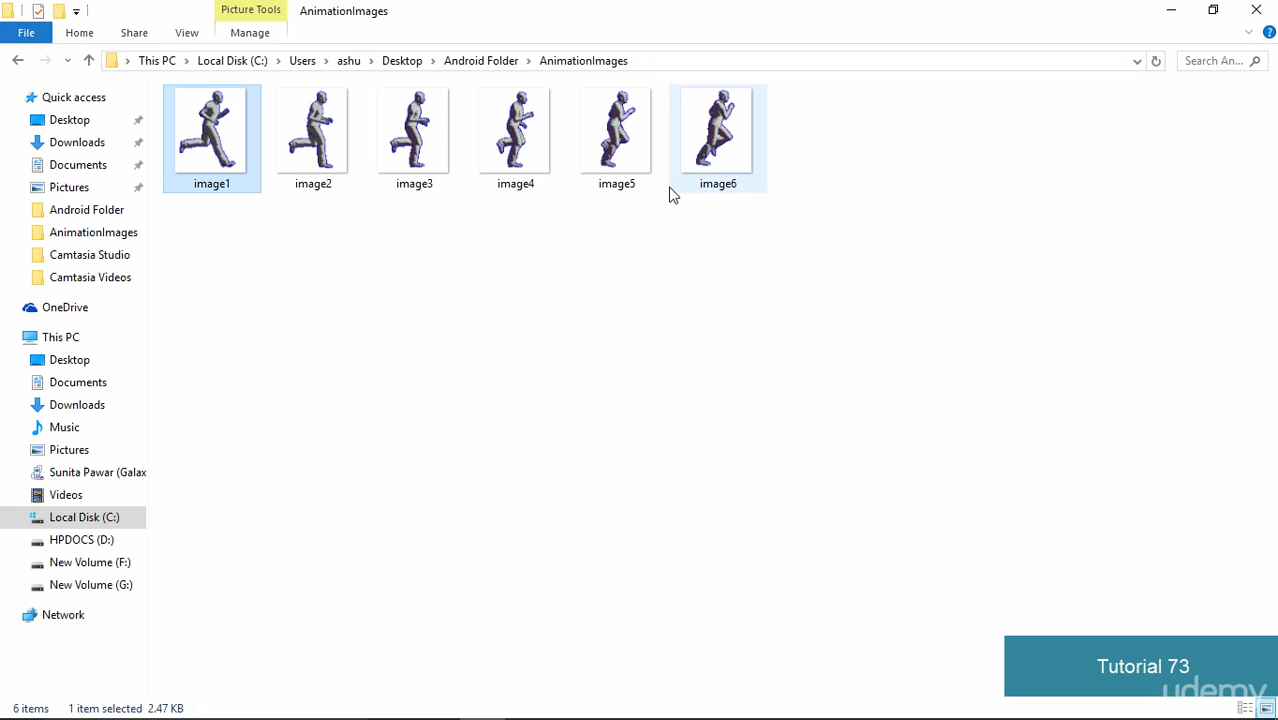 Picture Tools
AnimationImages
File
Home
Share
View
Manage
This PC
Local Disk (C:)
Users
ashu
Desktop
Android Folder
AnimationImages
Search An...
Quick access
Desktop
Downloads
Documents
Pictures
Android Folder
AnimationImages
Camtasia Studio
Camtasia Videos
OneDrive
This PC
Desktop
Documents
Downloads
Music
Pictures
Sunita Pawar (Galax
Videos
Local Disk (C:)
HPDOCS (D:)
New Volume (F:)
New Volume (G:)
Network
image1
image2
image3
image4
image5
image6
Tutorial 73
udemy
6 items
1 item selected 2.47 KB